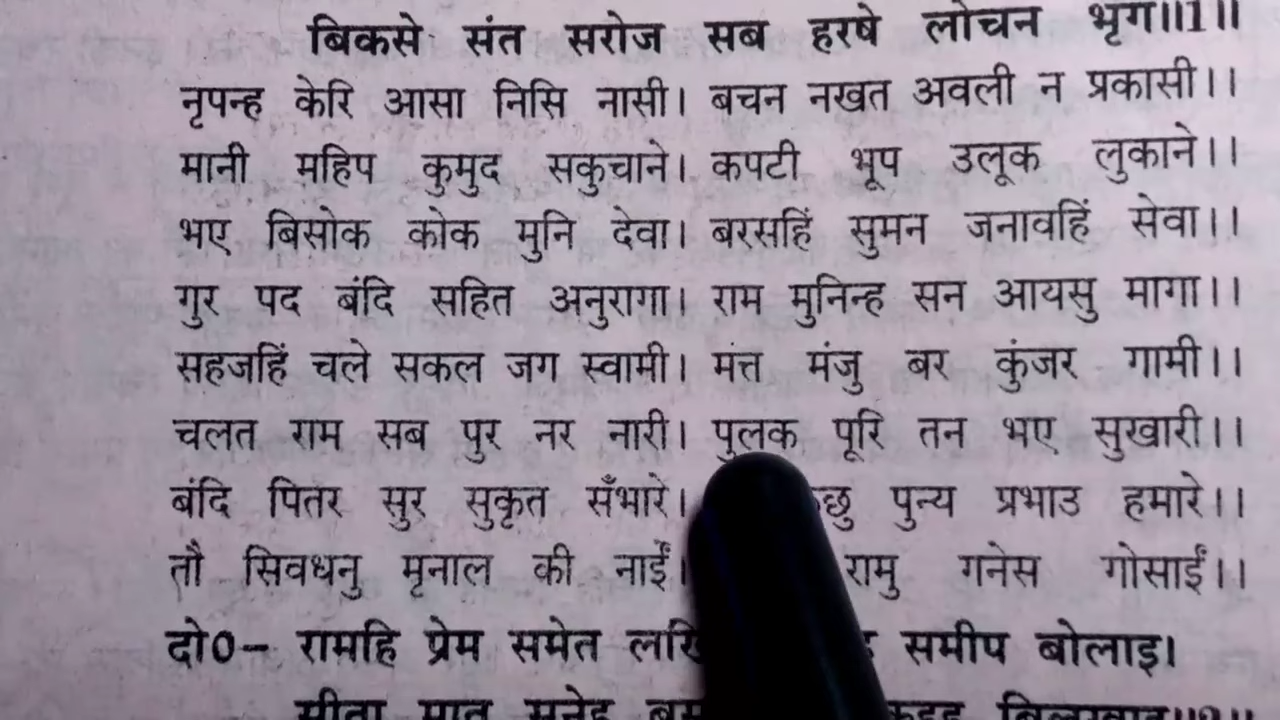 बिकसे संत सरोज सब हरषे लोचन भृग॥1॥
नृपन्ह केरि आसा निसि नासी। बचन नखत अवली न प्रकासी।।
मानी महिप कुमुद सकुचाने। कपटी भूप उलूक लुकाने।।
भए बिसोक कोक मुनि देवा। बरसहिं सुमन जनावहिं सेवा।।
गुर पद बंदि सहित अनुरागा। राम मुनिन्ह सन आयसु मागा।।
सहजहिं चले सकल जग स्वामी। मत्त मंजु बर कुंजर गामी।।
चलत राम सब पुर नर नारी। पुलक पूरि तन भए सुखारी।।
बंदि पितर सुर सुकृत सँभारे। पुन्य प्रभाउ हमारे।।
तौ सिवधनु मृनाल की नाईं। रामु गनेस गोसाईं।।
दो0– रामहि प्रेम समेत समीप बोलाइ।
सीता मातु सनेह